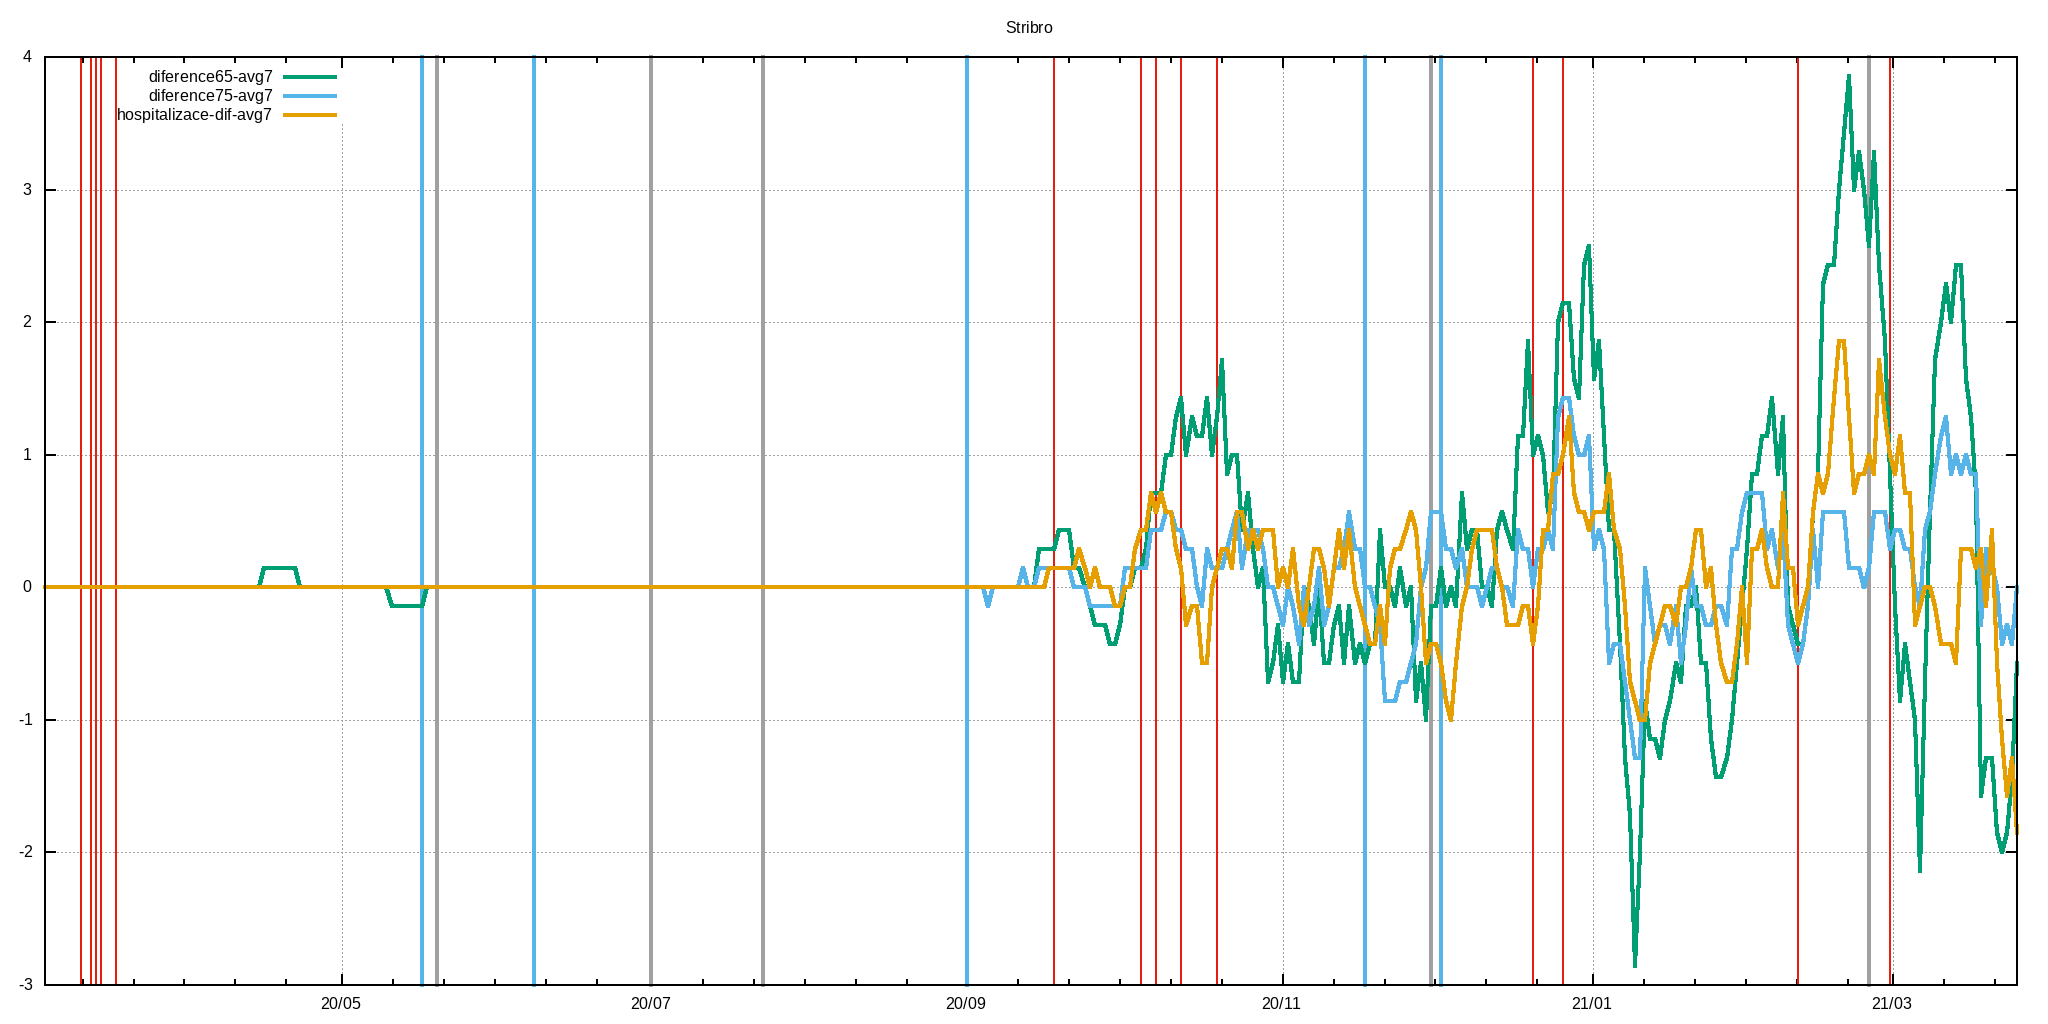 Stribro
diference65-avg7
diference75-avg7
hospitalizace-dif-avg7
4
3
2
1
0
-1
-2
-3
20/05 20/07 20/09 20/11 21/01 21/03